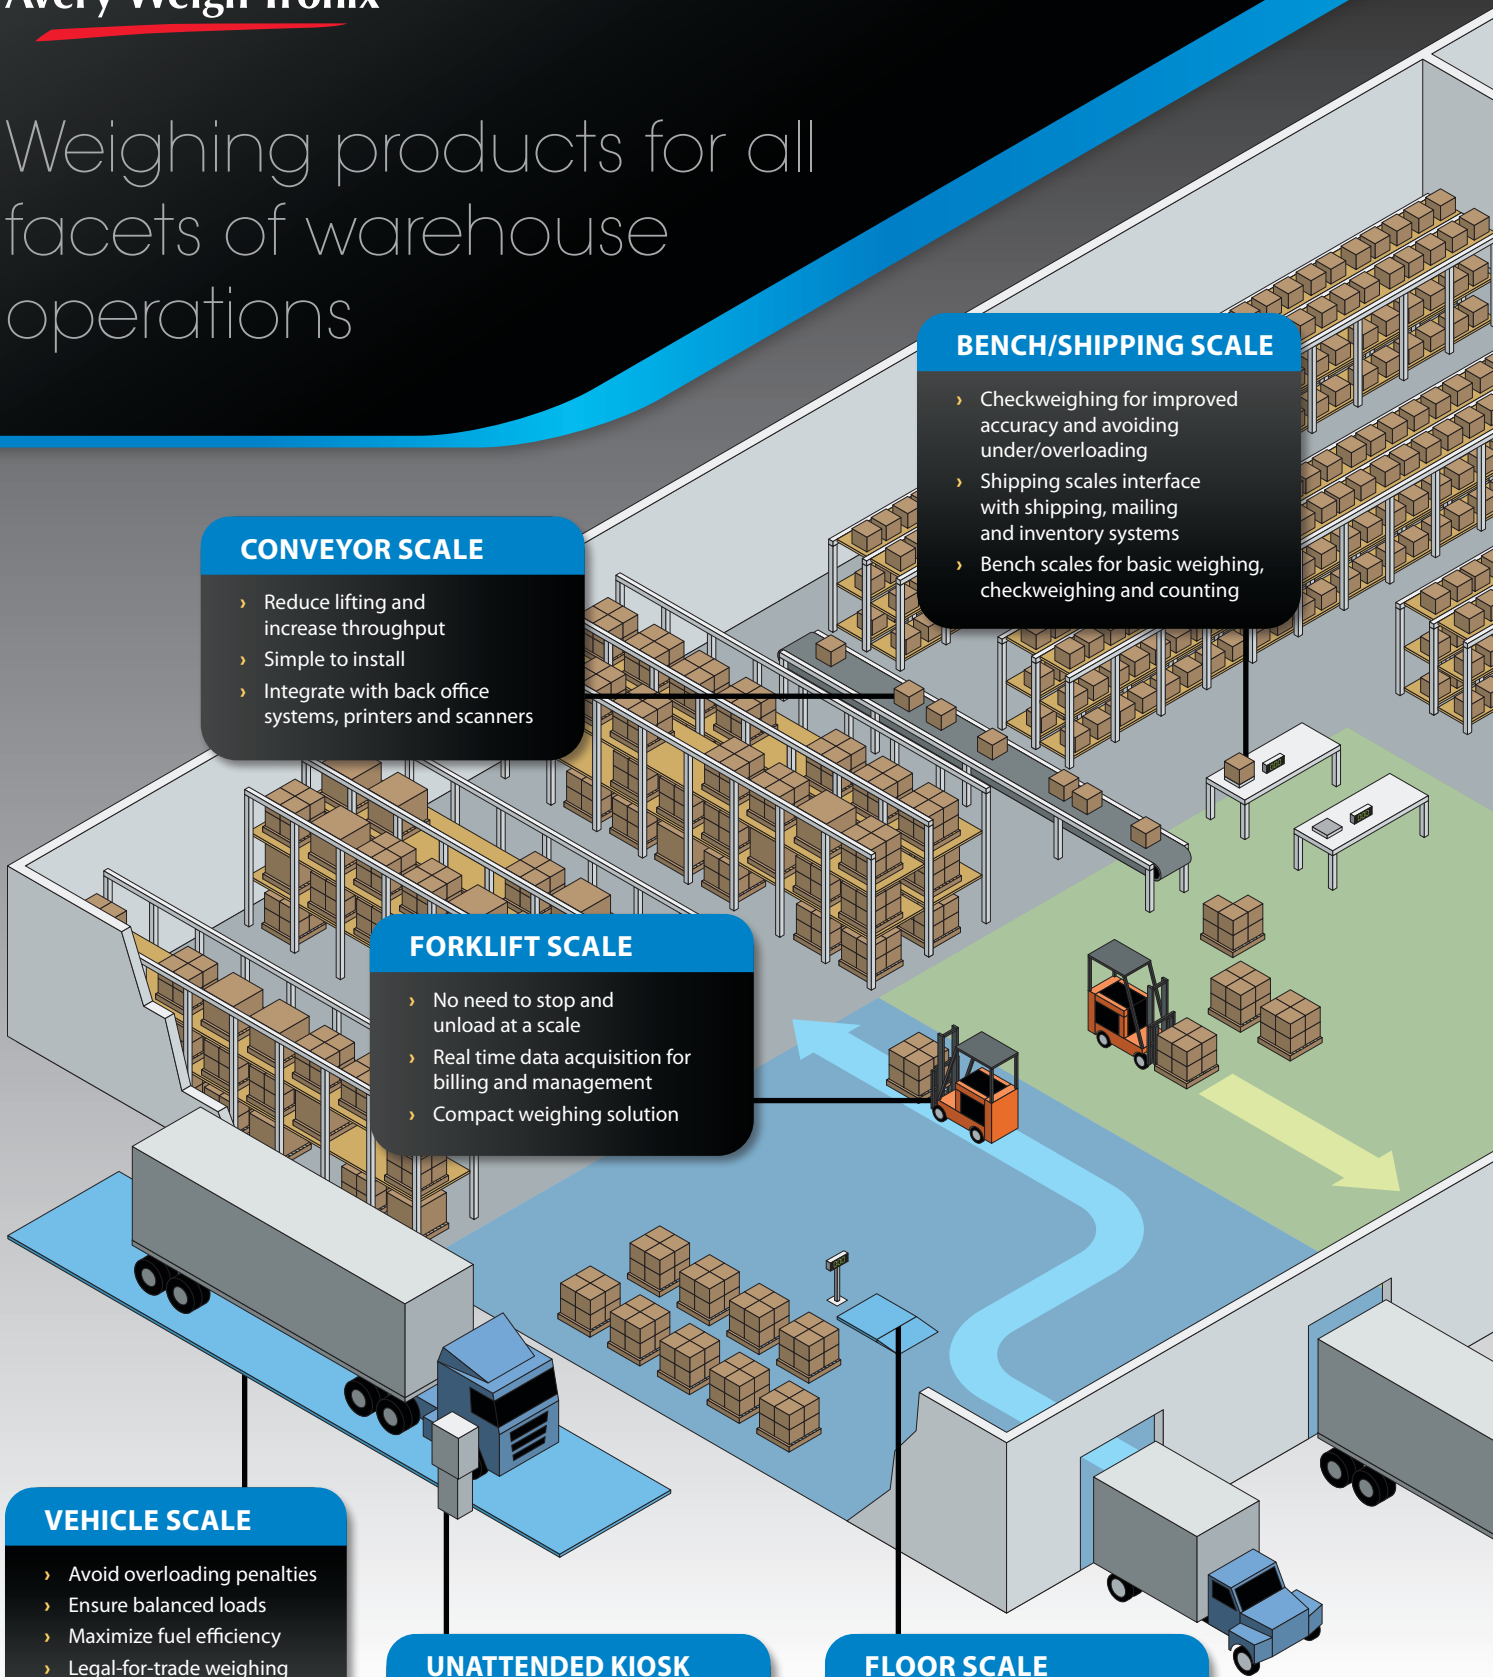 Avery Weigh-Tronix
Weighing products for all
facets of warehouse
operations
BENCH/SHIPPING SCALE
› Checkweighing for improved
accuracy and avoiding
under/overloading
› Shipping scales interface
with shipping, mailing
and inventory systems
› Bench scales for basic weighing,
checkweighing and counting
CONVEYOR SCALE
› Reduce lifting and
increase throughput
› Simple to install
› Integrate with back office
systems, printers and scanners
FORKLIFT SCALE
› No need to stop and
unload at a scale
› Real time data acquisition for
billing and management
› Compact weighing solution
VEHICLE SCALE
› Avoid overloading penalties
› Ensure balanced loads
› Maximize fuel efficiency
› Legal-for-trade weighing
UNATTENDED KIOSK
FLOOR SCALE